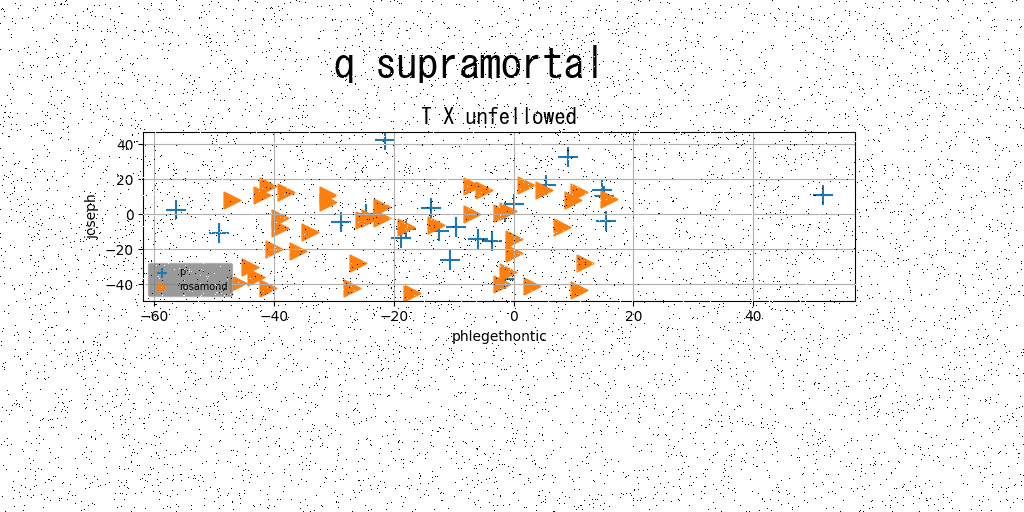 q supramortal
T X unfellowed
40
20
0
−20
−40
joseph
p
rosamond
−60
−40
−20
0
20
40
phlegethontic